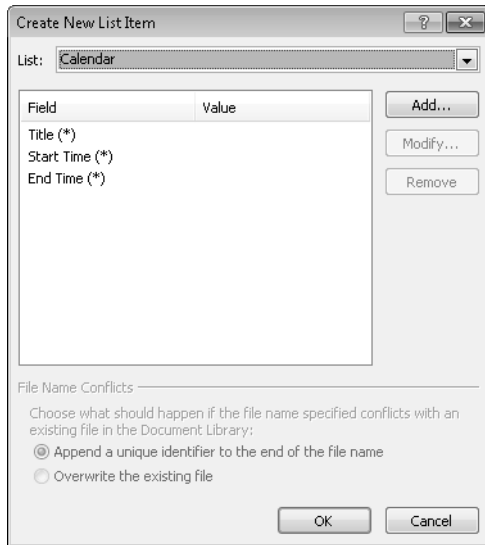 Create New List Item
List: Calendar
Field Value
Add...
Title (*)
Modify...
Start Time (*)
End Time (*)
Remove
File Name Conflicts
Choose what should happen if the file name specified conflicts with an
existing file in the Document Library:
Append a unique identifier to the end of the file name
Overwrite the existing file
OK Cancel